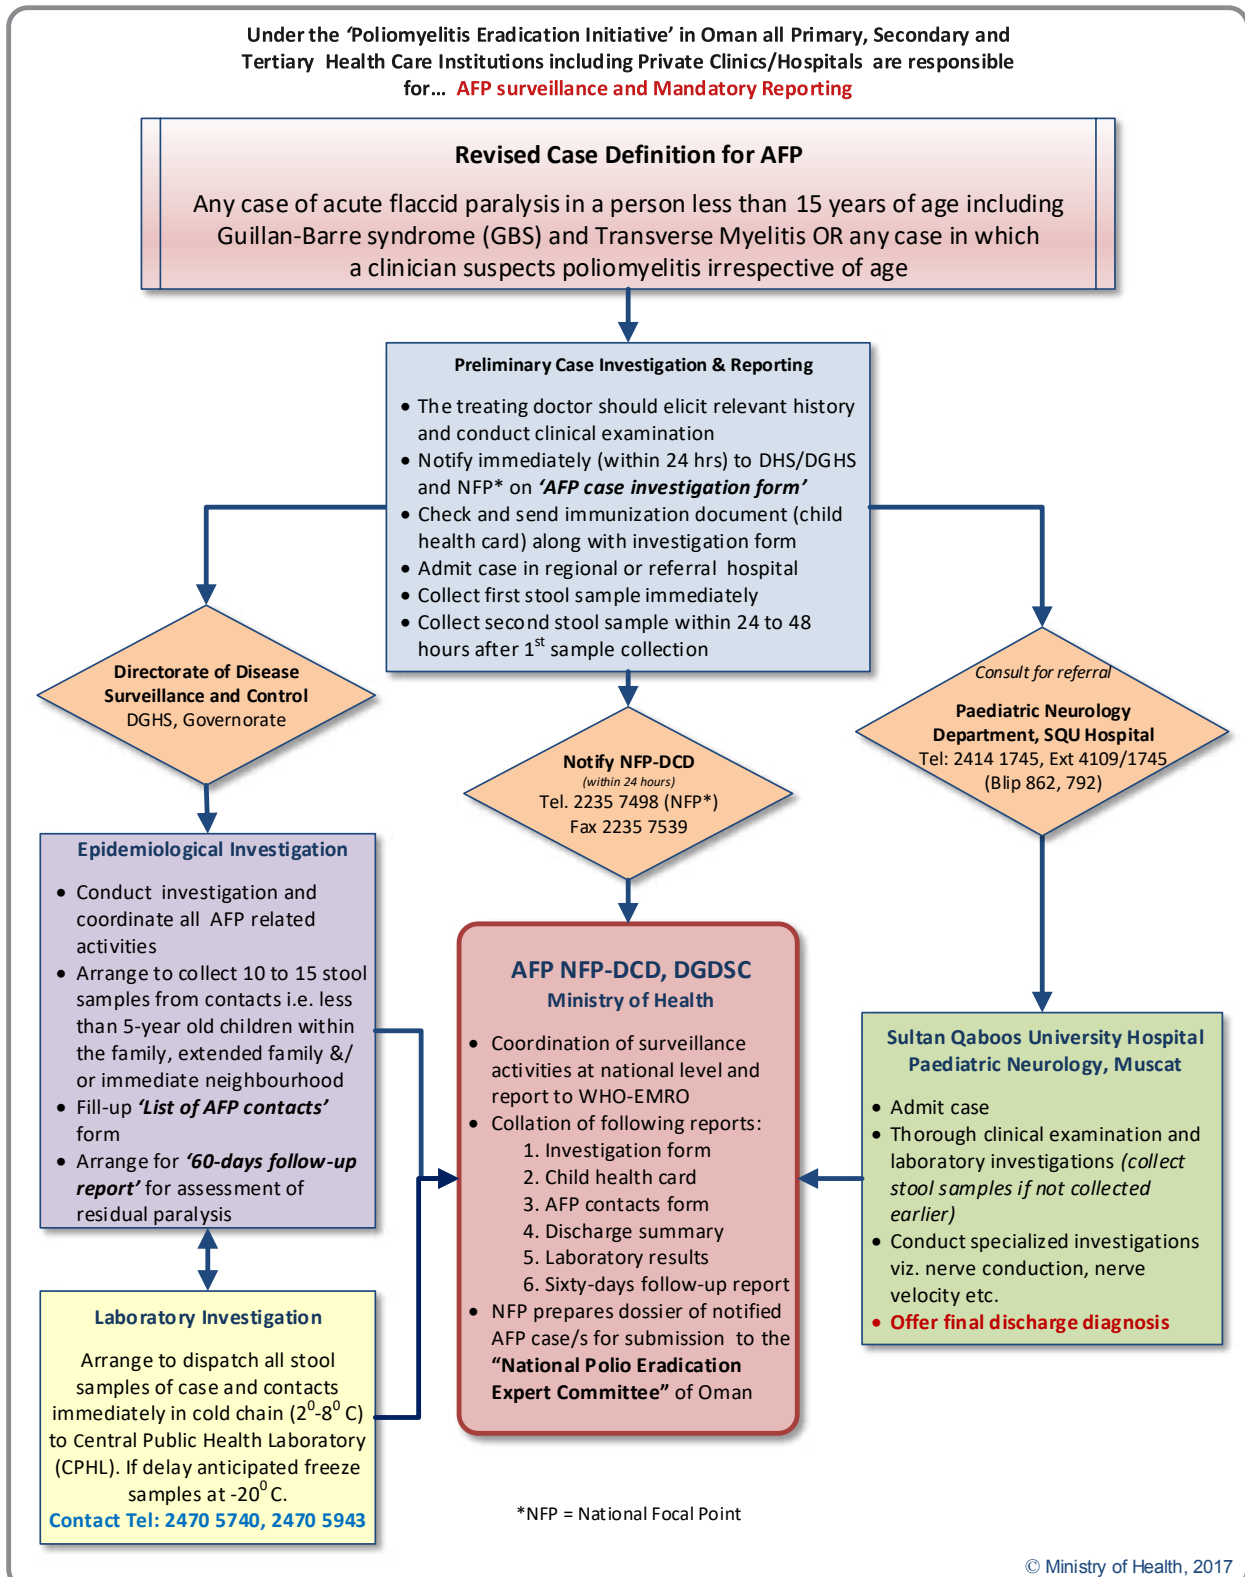 Under the ‘Poliomyelitis Eradication Initiative’ in Oman all Primary, Secondary and
Tertiary Health Care Institutions including Private Clinics/Hospitals are responsible
for… AFP surveillance and Mandatory Reporting
Revised Case Definition for AFP
Any case of acute flaccid paralysis in a person less than 15 years of age including
Guillan-Barre syndrome (GBS) and Transverse Myelitis OR any case in which
a clinician suspects poliomyelitis irrespective of age
Preliminary Case Investigation & Reporting
• The treating doctor should elicit relevant history
and conduct clinical examination
• Notify immediately (within 24 hrs) to DHS/DGHS
and NFP* on ‘AFP case investigation form’
• Check and send immunization document (child
health card) along with investigation form
• Admit case in regional or referral hospital
• Collect first stool sample immediately
• Collect second stool sample within 24 to 48
hours after 1st sample collection
Directorate of Disease
Surveillance and Control
DGHS, Governorate
Notify NFP-DCD
(within 24 hours)
Tel. 2235 7498 (NFP*)
Fax 2235 7539
Consult for referral
Paediatric Neurology
Department, SQU Hospital
Tel: 2414 1745, Ext 4109/1745
(Blip 862, 792)
Epidemiological Investigation
• Conduct investigation and
coordinate all AFP related
activities
• Arrange to collect 10 to 15 stool
samples from contacts i.e. less
than 5-year old children within
the family, extended family &/
or immediate neighbourhood
• Fill-up ‘List of AFP contacts’
form
• Arrange for ‘60-days follow-up
report’ for assessment of
residual paralysis
Laboratory Investigation
Arrange to dispatch all stool
samples of case and contacts
immediately in cold chain (2⁰-8⁰ C)
to Central Public Health Laboratory
(CPHL). If delay anticipated freeze
samples at -20⁰ C.
Contact Tel: 2470 5740, 2470 5943
AFP NFP-DCD, DGDSC
Ministry of Health
• Coordination of surveillance
activities at national level and
report to WHO-EMRO
• Collation of following reports:
1. Investigation form
2. Child health card
3. AFP contacts form
4. Discharge summary
5. Laboratory results
6. Sixty-days follow-up report
• NFP prepares dossier of notified
AFP case/s for submission to the
“National Polio Eradication
Expert Committee” of Oman
Sultan Qaboos University Hospital
Paediatric Neurology, Muscat
• Admit case
• Thorough clinical examination and
laboratory investigations (collect
stool samples if not collected
earlier)
• Conduct specialized investigations
viz. nerve conduction, nerve
velocity etc.
• Offer final discharge diagnosis
*NFP = National Focal Point
© Ministry of Health, 2017